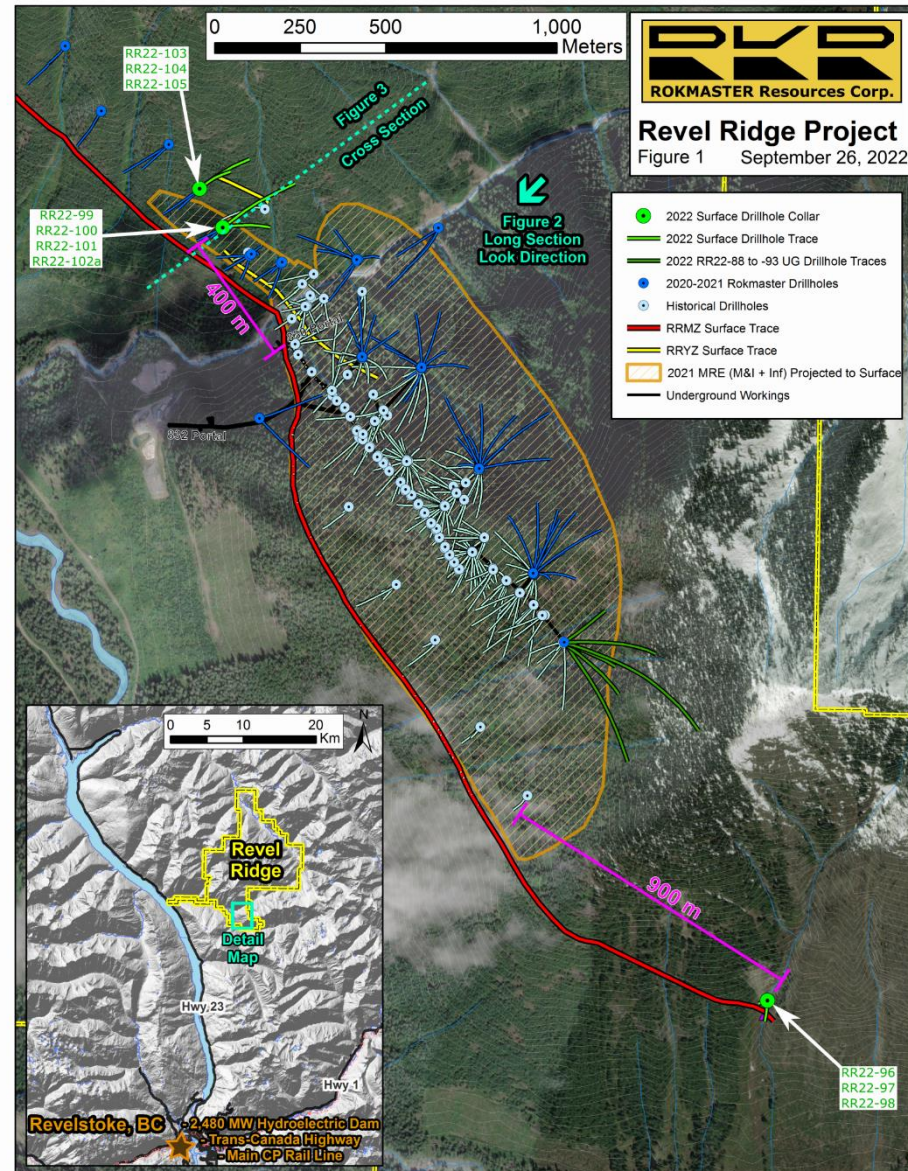 0 250 500 1,000
Meters
RKR
ROKMASTER Resources Corp.
Revel Ridge Project
Figure 1 September 26, 2022
RR22-103
RR22-104
RR22-105
Figure 3
Cross Section
RR22-99
RR22-100
RR22-101
RR22-102a
Figure 2
Long Section
Look Direction
2022 Surface Drillhole Collar
2022 Surface Drillhole Trace
2022 RR22-88 to -93 UG Drillhole Traces
2020-2021 Rokmaster Drillholes
Historical Drillholes
RRMZ Surface Trace
RRYZ Surface Trace
2021 MRE (M&I + Inf) Projected to Surface
Underground Workings
400 m
Portal
832 Portal
900 m
RR22-96
RR22-97
RR22-98
0 5 10 20
Km
N
Revel
Ridge
Detail
Map
Hwy 23
Hwy 1
Revelstoke, BC
- 2,480 MW Hydroelectric Dam
- Trans-Canada Highway
- Main CP Rail Line